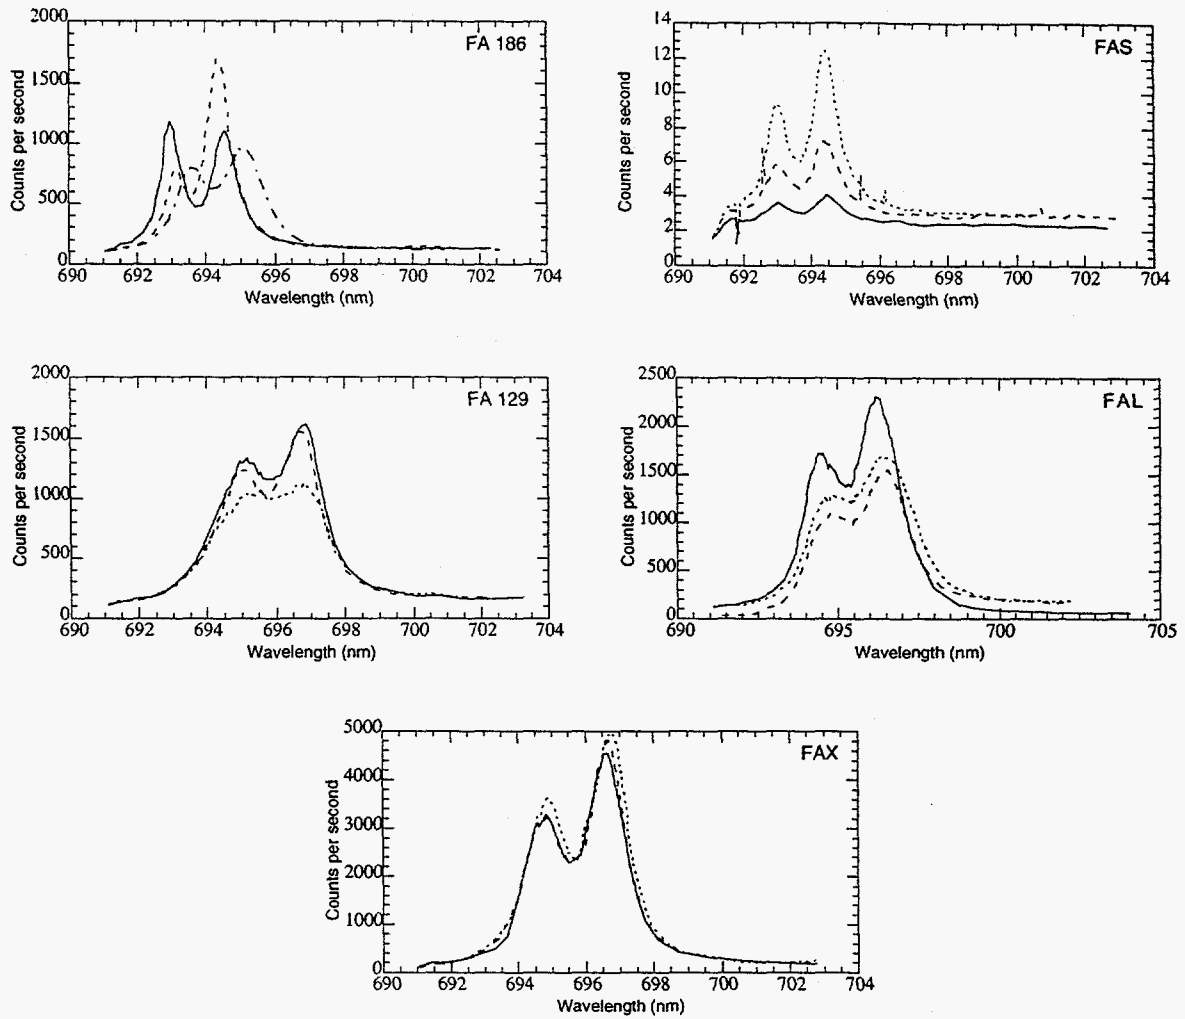 FA 186
Counts per second
2000
1500
1000
500
0
690 692 694 696 698 700 702 704
Wavelength (nm)
FAS
Counts per second
14
12
10
8
6
4
2
0
690 692 694 696 698 700 702 704
Wavelength (nm)
FA 129
Counts per second
2000
1500
1000
500
0
690 692 694 696 698 700 702 704
Wavelength (nm)
FAL
Counts per second
2500
2000
1500
1000
500
0
690 695 700 705
Wavelength (nm)
FAX
Counts per second
5000
4000
3000
2000
1000
0
690 692 694 696 698 700 702 704
Wavelength (nm)